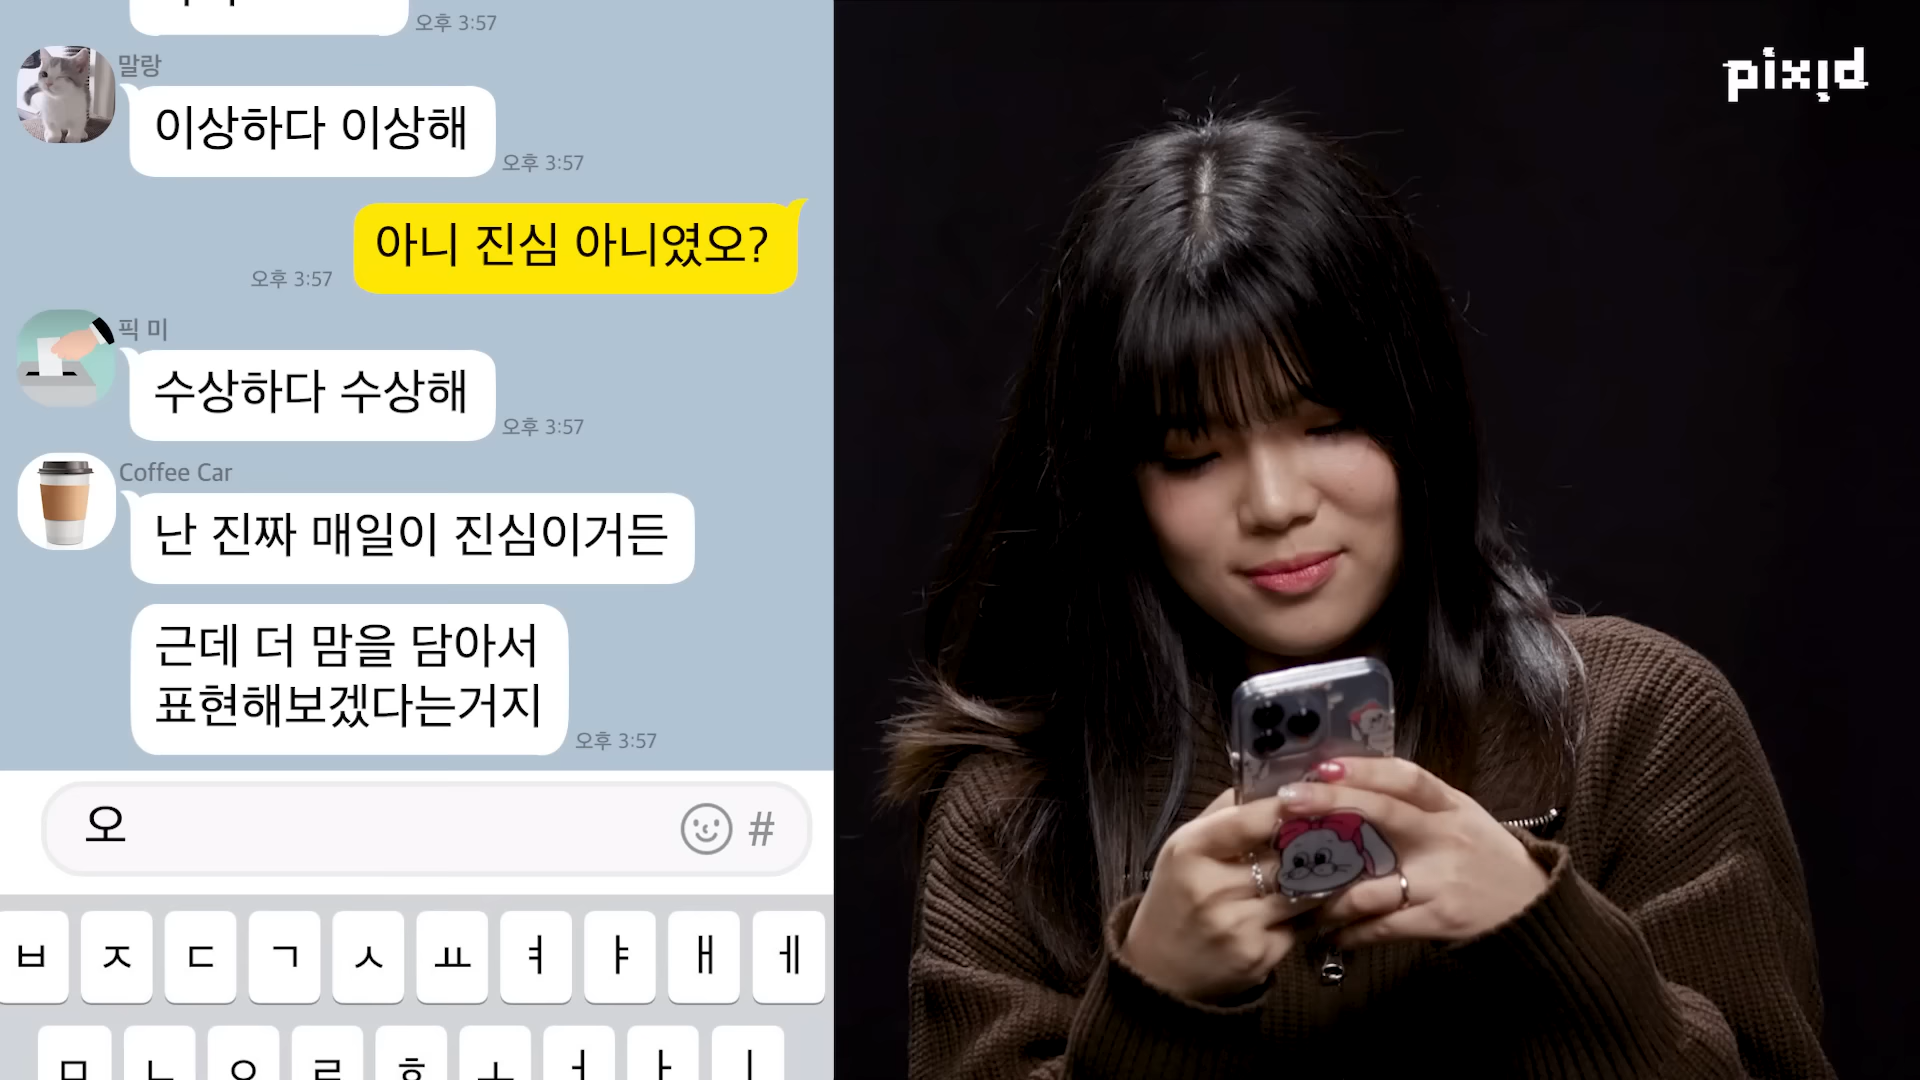 오후 3:57
말랑
이상하다 이상해
오후 3:57
아니 진심 아니였오?
오후 3:57
픽 미
수상하다 수상해
오후 3:57
Coffee Car
난 진짜 매일이 진심이거든
근데 더 맘을 담아서
표현해보겠다는거지
오후 3:57
오
#
ㅂ ㅈ ㄷ ㄱ ㅅ ㅛ ㅕ ㅑ ㅐ ㅔ
ㅁ ㄴ ㅇ ㄹ ㅎ ㅗ ㅓ ㅏ ㅣ
pixid